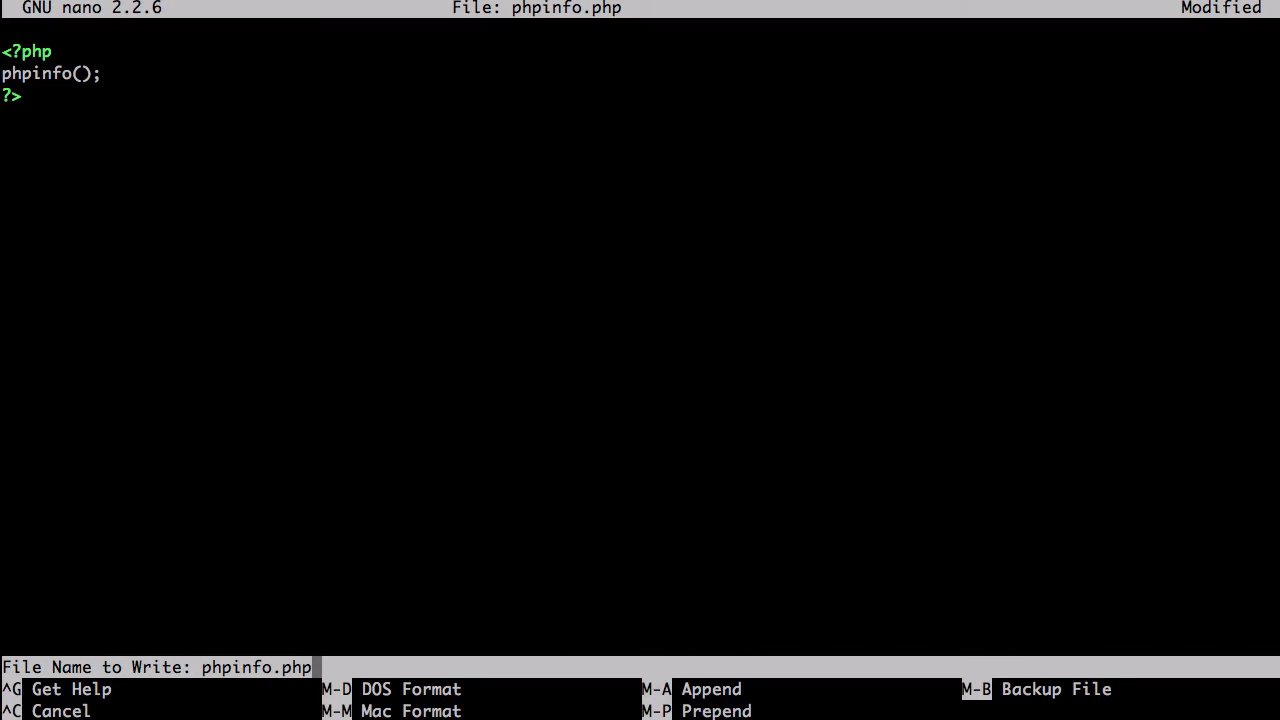 GNU nano 2.2.6 File: phpinfo.php Modified
<?php
phpinfo();
?>
File Name to Write: phpinfo.php
^G Get Help M-D DOS Format M-A Append M-B Backup File
^C Cancel M-M Mac Format M-P Prepend